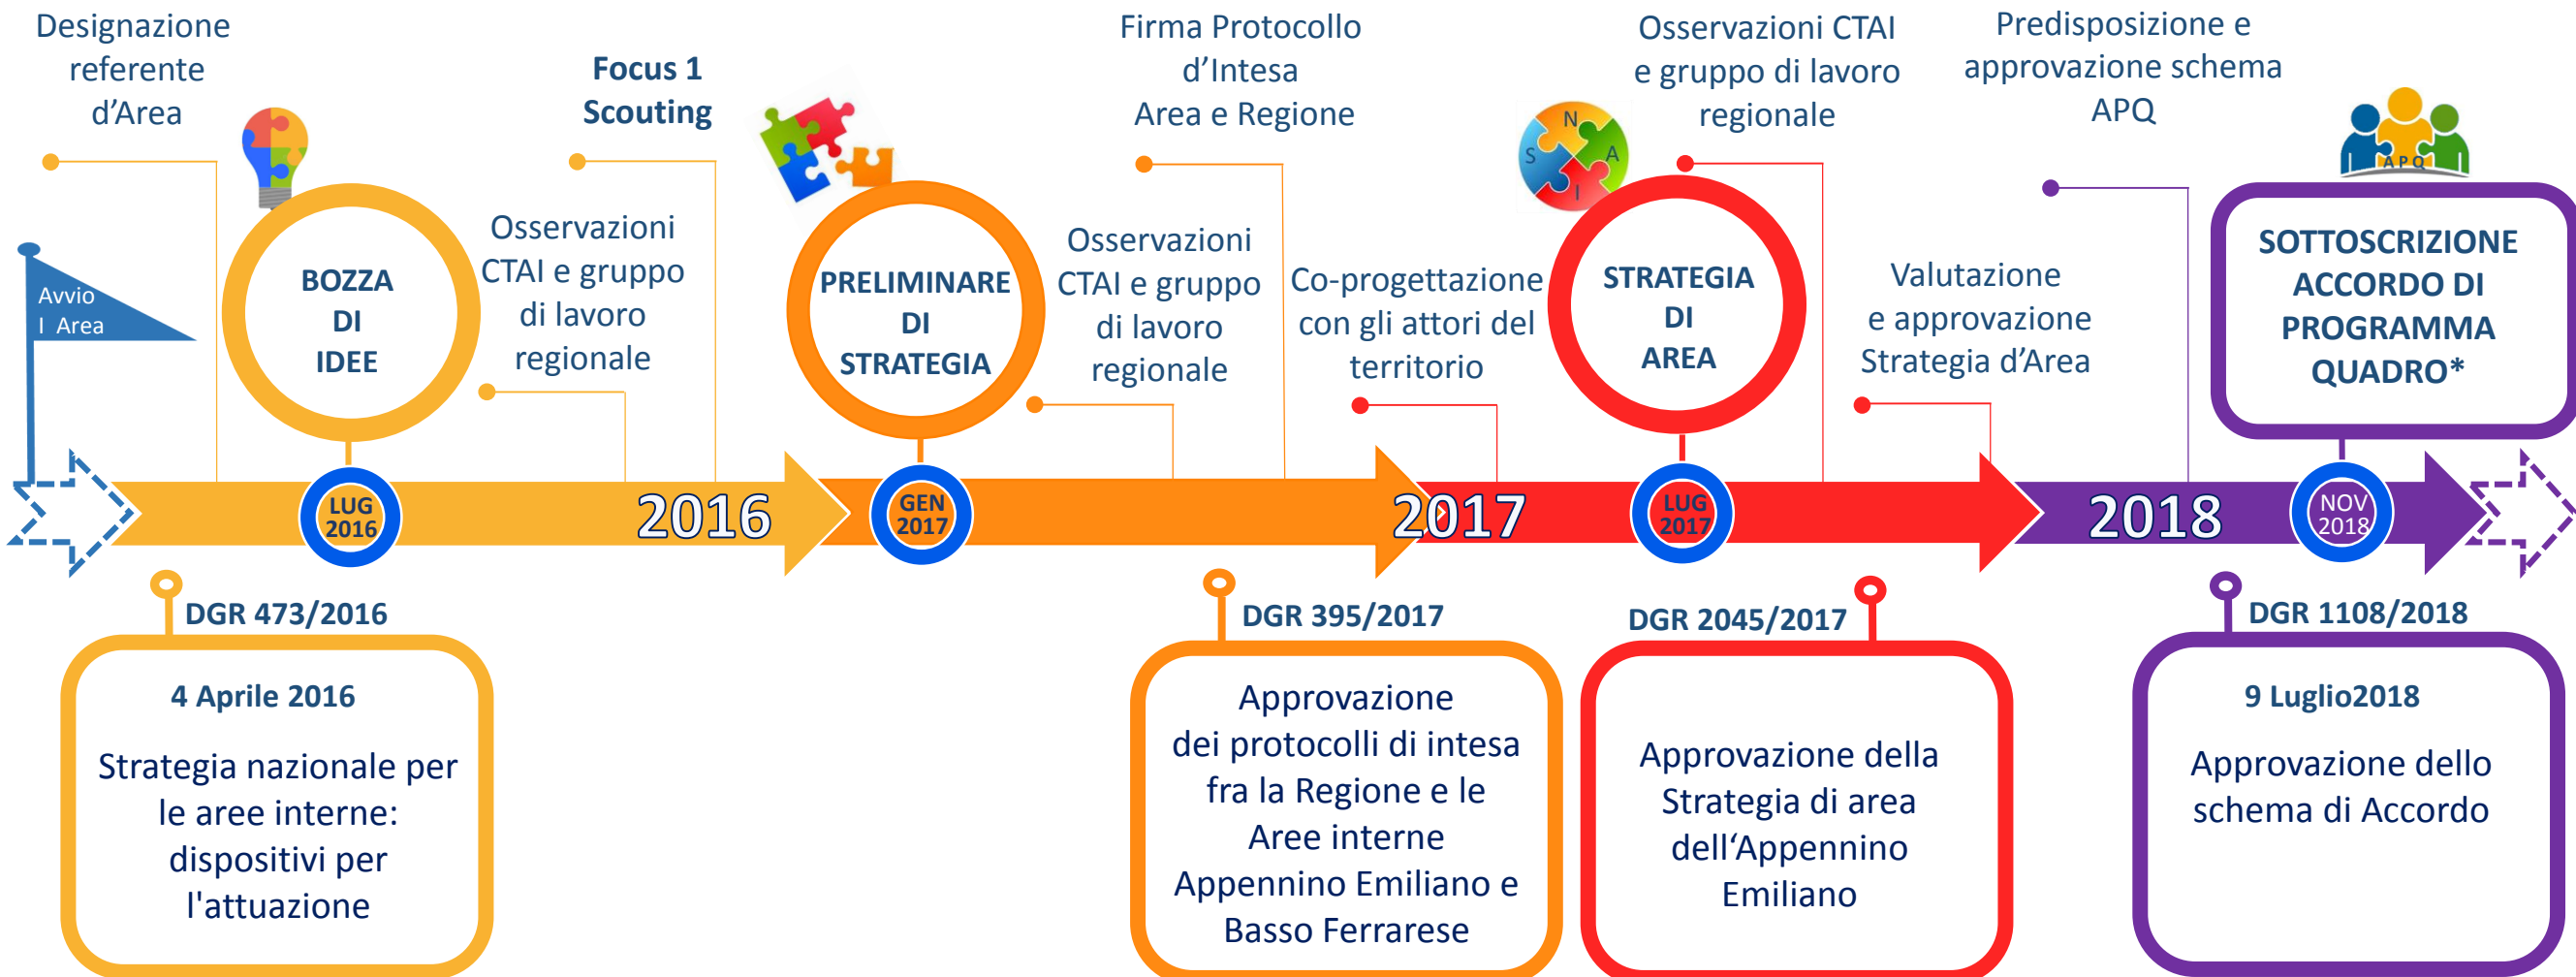 Designazione
referente
d’Area
Focus 1
Scouting
Firma Protocollo
d’Intesa
Area e Regione
Osservazioni CTAI
e gruppo di lavoro
regionale
Predisposizione e
approvazione schema
APQ
N
S
A
I
APQ
Avvio
I Area
BOZZA
DI
IDEE
Osservazioni
CTAI e gruppo
di lavoro
regionale
PRELIMINARE
DI
STRATEGIA
Osservazioni
CTAI e gruppo
di lavoro
regionale
Co-progettazione
con gli attori del
territorio
STRATEGIA
DI
AREA
Valutazione
e approvazione
Strategia d’Area
SOTTOSCRIZIONE
ACCORDO DI
PROGRAMMA
QUADRO*
LUG
2016
2016
GEN
2017
2017
LUG
2017
2018
NOV
2018
DGR 473/2016
4 Aprile 2016
Strategia nazionale per
le aree interne:
dispositivi per
l'attuazione
DGR 395/2017
Approvazione
dei protocolli di intesa
fra la Regione e le
Aree interne
Appennino Emiliano e
Basso Ferrarese
DGR 2045/2017
Approvazione della
Strategia di area
dell‘Appennino
Emiliano
DGR 1108/2018
9 Luglio2018
Approvazione dello
schema di Accordo